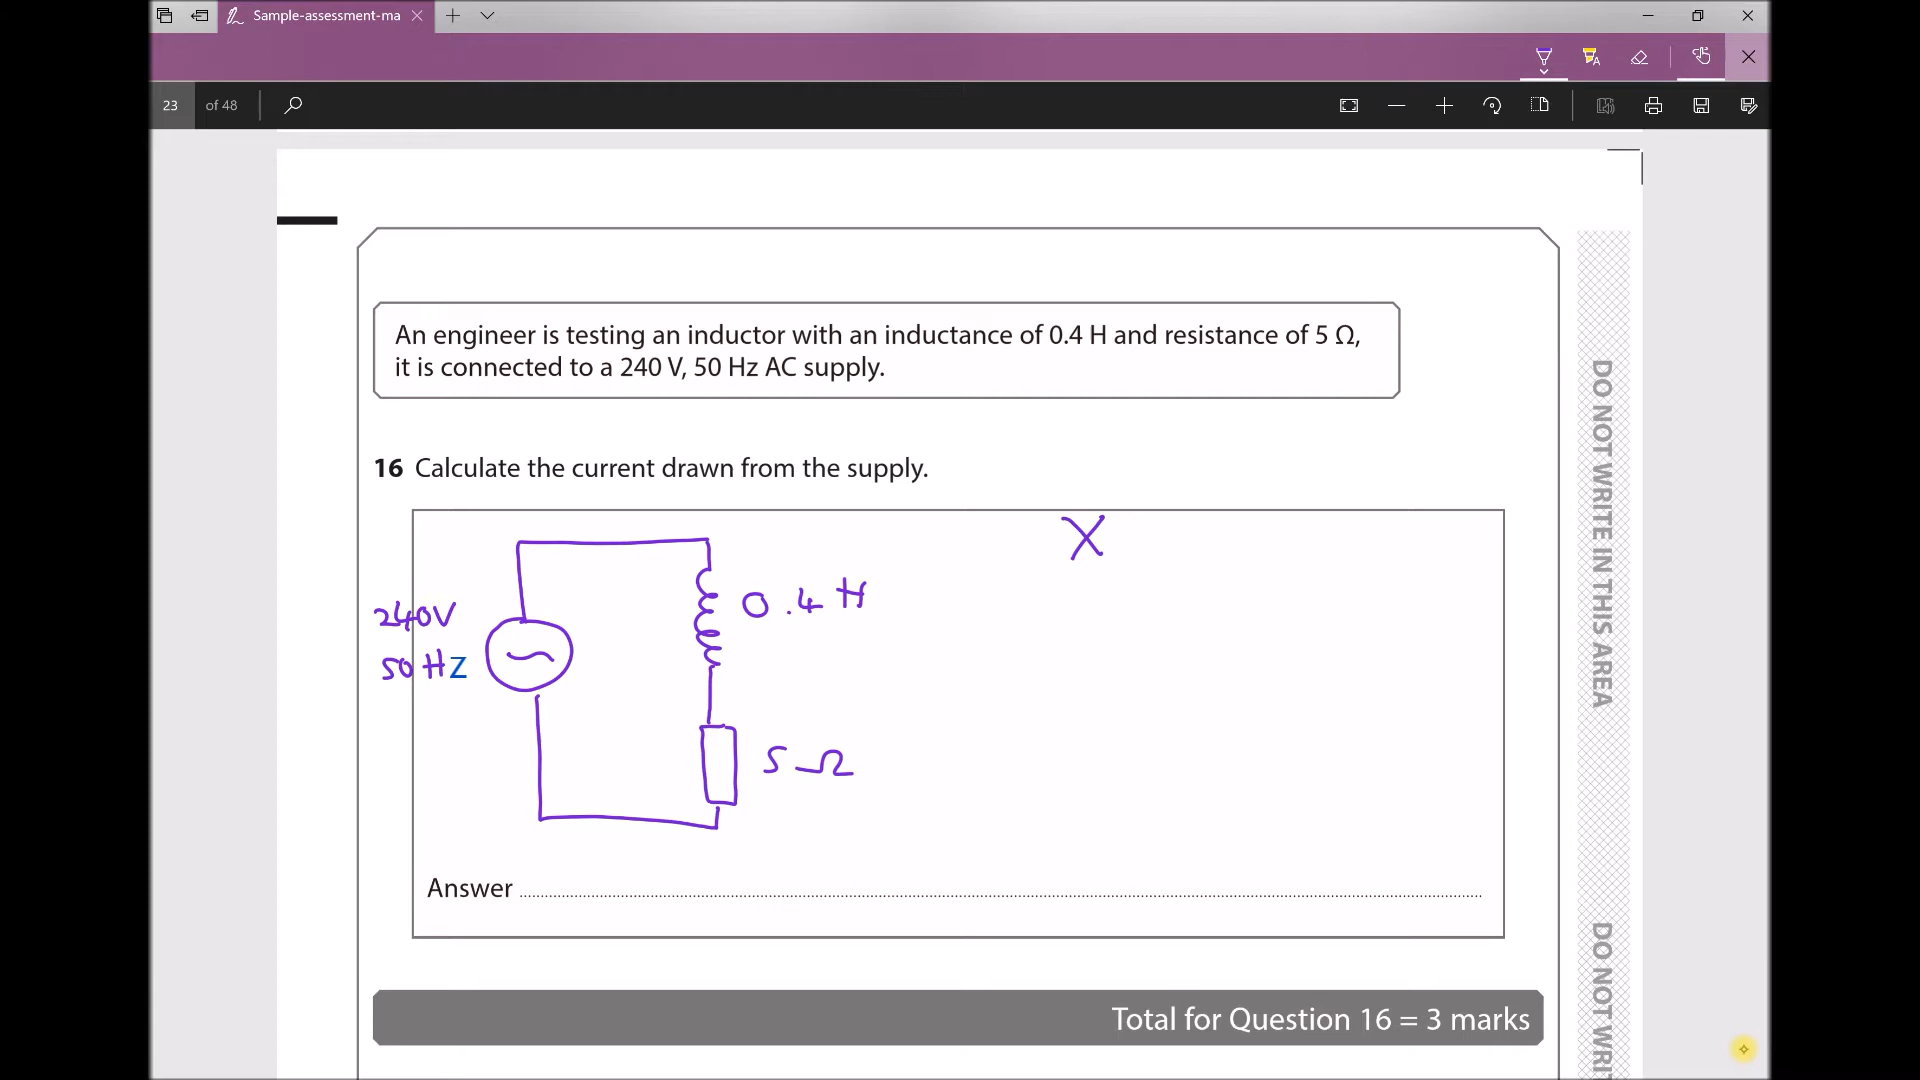 Sample-assessment-ma
23 of 48
An engineer is testing an inductor with an inductance of 0.4 H and resistance of 5 Ω,
it is connected to a 240 V, 50 Hz AC supply.
16 Calculate the current drawn from the supply.
X
0.4 H
240V
50 HZ
5 Ω
Answer
Total for Question 16 = 3 marks
DO NOT WRITE IN THIS AREA
DO NOT WRI